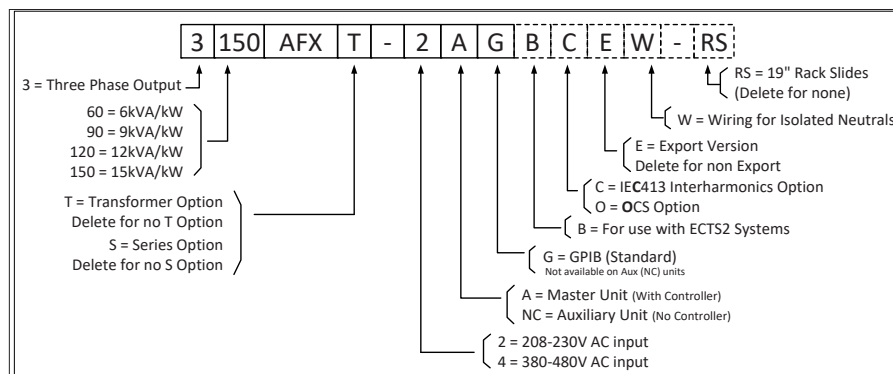 3 150 AFX T - 2 A G B C E W - RS
3 = Three Phase Output
60 = 6kVA/kW
90 = 9kVA/kW
120 = 12kVA/kW
150 = 15kVA/kW
T = Transformer Option
Delete for no T Option
S = Series Option
Delete for no S Option
RS = 19" Rack Slides
(Delete for none)
W = Wiring for Isolated Neutrals
E = Export Version
Delete for non Export
C = IEC413 Interharmonics Option
O = OCS Option
B = For use with ECTS2 Systems
G = GPIB (Standard)
Not available on Aux (NC) units
A = Master Unit (With Controller)
NC = Auxiliary Unit (No Controller)
2 = 208-230V AC input
4 = 380-480V AC input